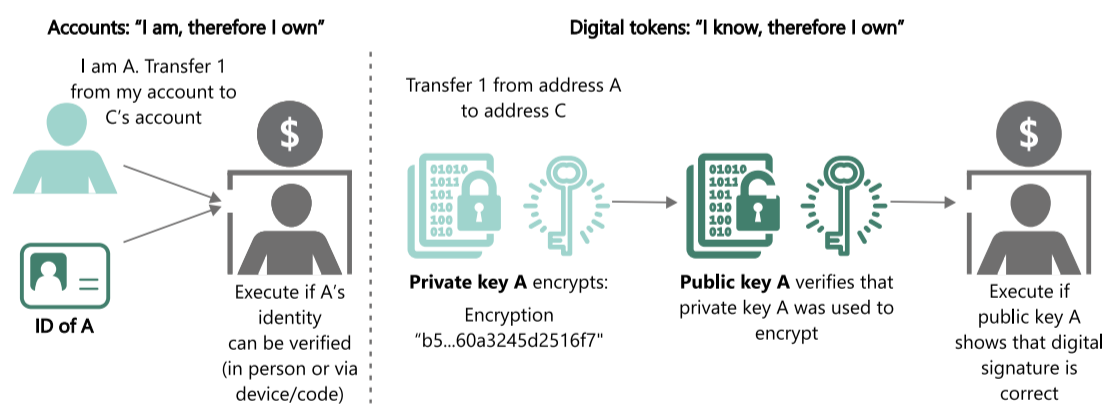 Accounts: “I am, therefore I own”
I am A. Transfer 1
from my account to
C’s account
$
ID of A
Execute if A’s
identity
can be verified
(in person or via
device/code)
Digital tokens: “I know, therefore I own”
Transfer 1 from address A
to address C
01010
1011
101
010
100
010
Private key A encrypts:
Encryption
“b5...60a3245d2516f7"
01010
1011
101
010
100
010
Public key A verifies that
private key A was used to
encrypt
$
Execute if
public key A
shows that digital
signature is
correct